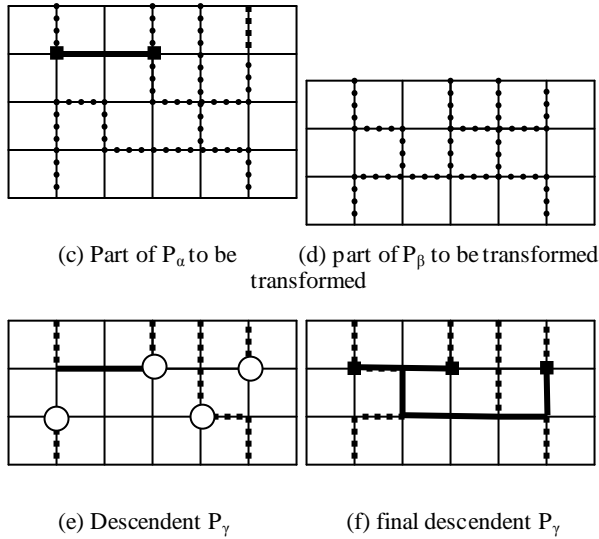 (c) Part of Pα to be (d) part of Pβ to be transformed
transformed
(e) Descendent Pγ (f) final descendent Pγ